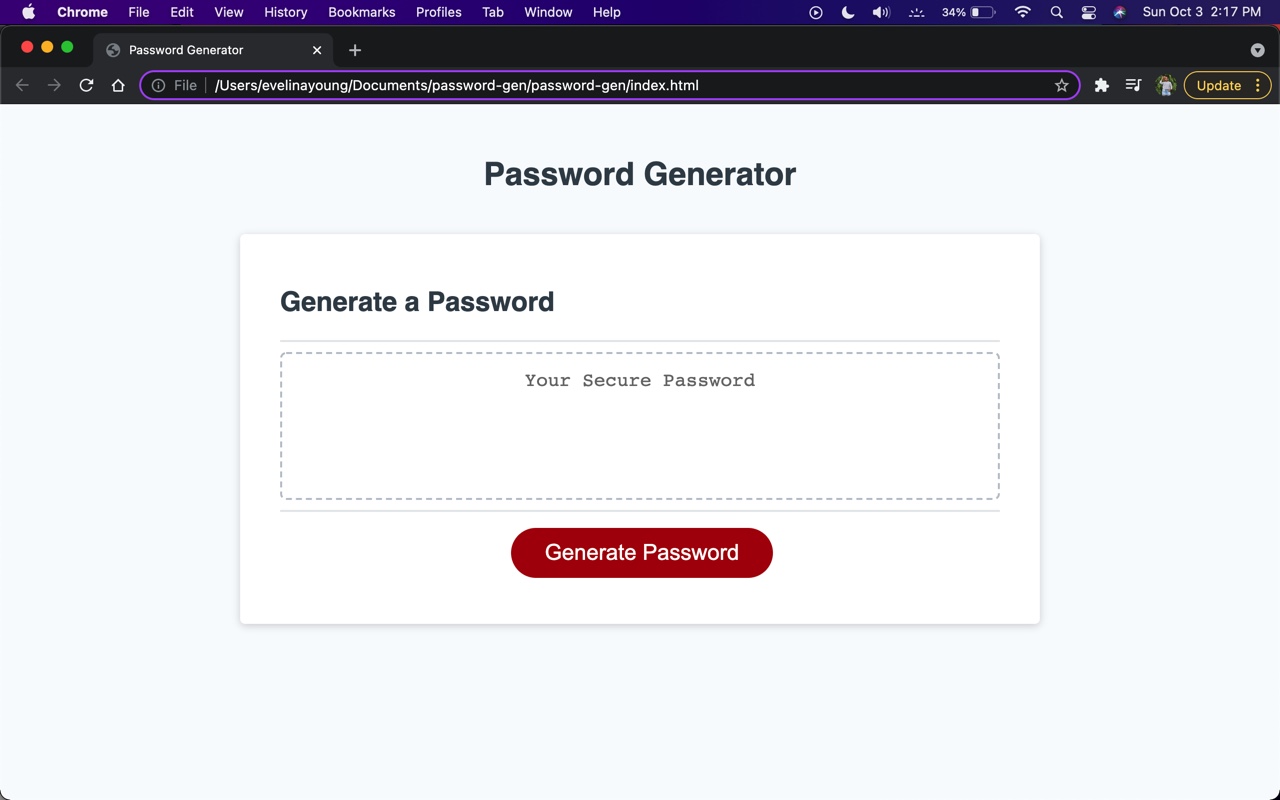 Chrome File Edit View History Bookmarks Profiles Tab Window Help 34% Sun Oct 3 2:17 PM
Password Generator
File /Users/evelinayoung/Documents/password-gen/password-gen/index.html Update
Password Generator
Generate a Password
Your Secure Password
Generate Password